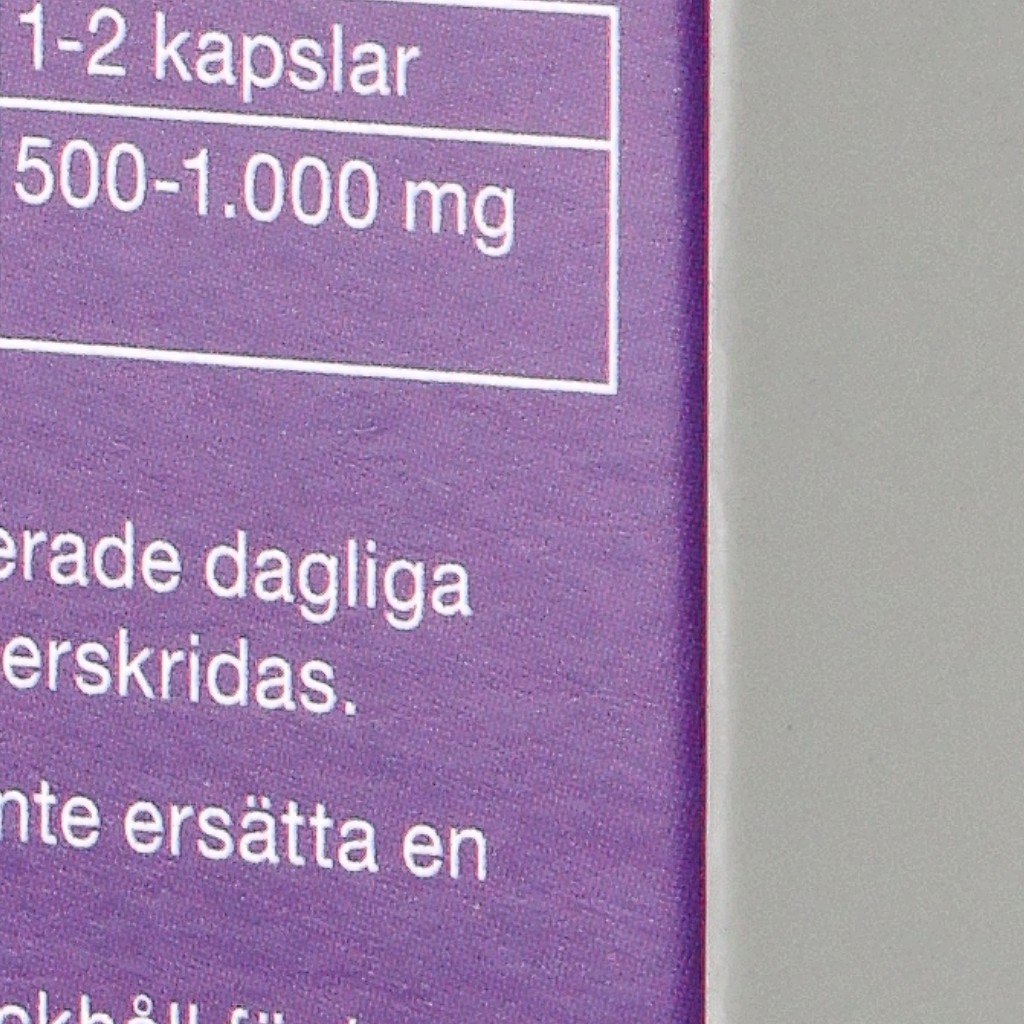 1-2 kapslar
500-1.000 mg
erade dagliga
erskridas.
nte ersätta en